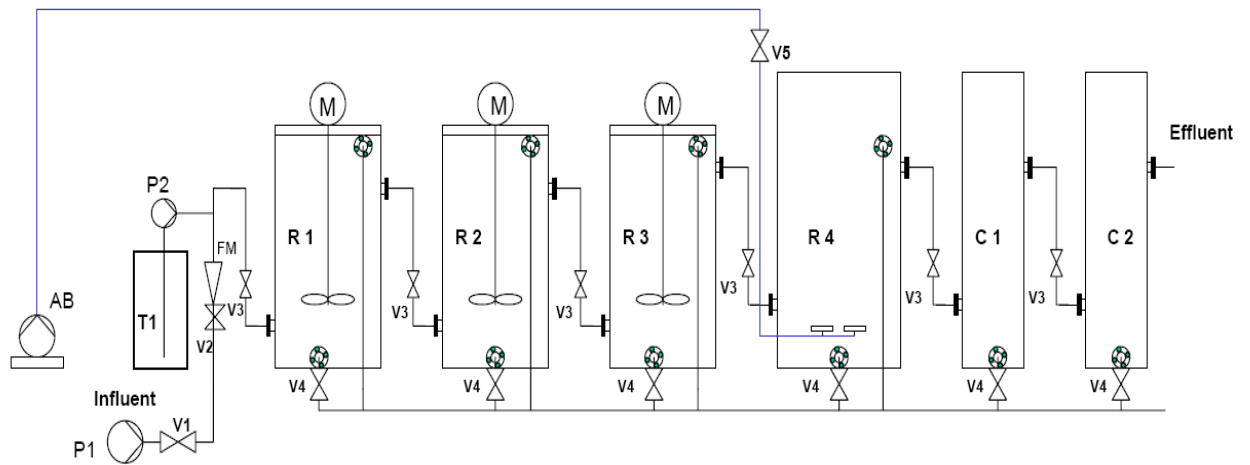 V5
M
M
M
Effluent
P2
R 1
R 2
R 3
R 4
C 1
C 2
FM
AB
T1
V3
V3
V3
V3
V3
V3
V2
V4
V4
V4
V4
V4
V4
Influent
V1
P1